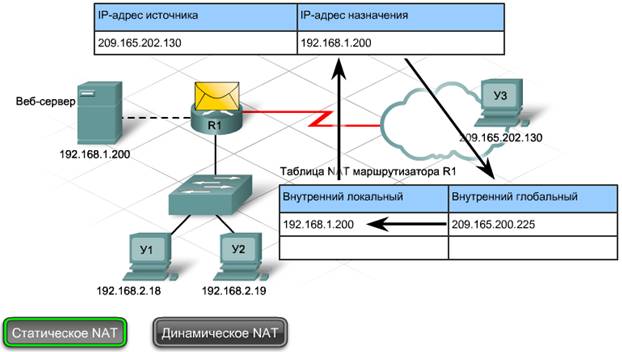 IP-адрес источника IP-адрес назначения
209.165.202.130 192.168.1.200
Веб-сервер
192.168.1.200
R1
У3
209.165.202.130
Таблица NAT маршрутизатора R1
Внутренний локальный Внутренний глобальный
192.168.1.200 209.165.200.225
У1 У2
192.168.2.18 192.168.2.19
Статическое NAT Динамическое NAT